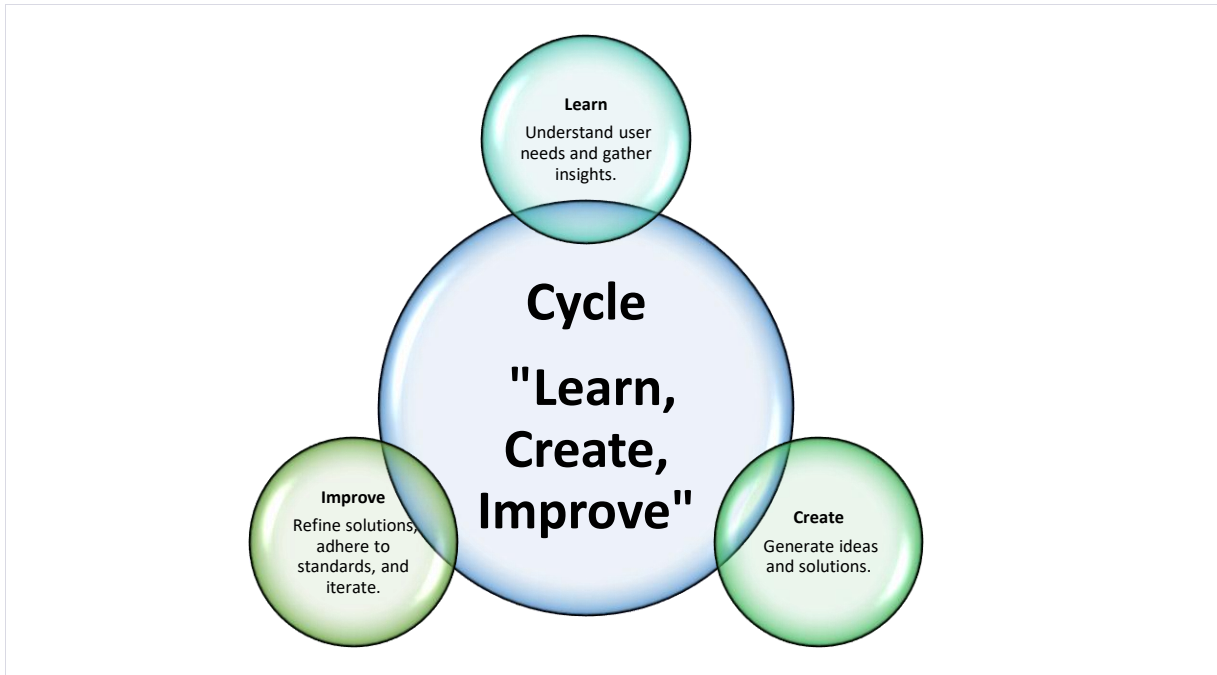 Learn
Understand user
needs and gather
insights.
Cycle
"Learn,
Create,
Improve"
Improve
Refine solutions,
adhere to
standards, and
iterate.
Create
Generate ideas
and solutions.